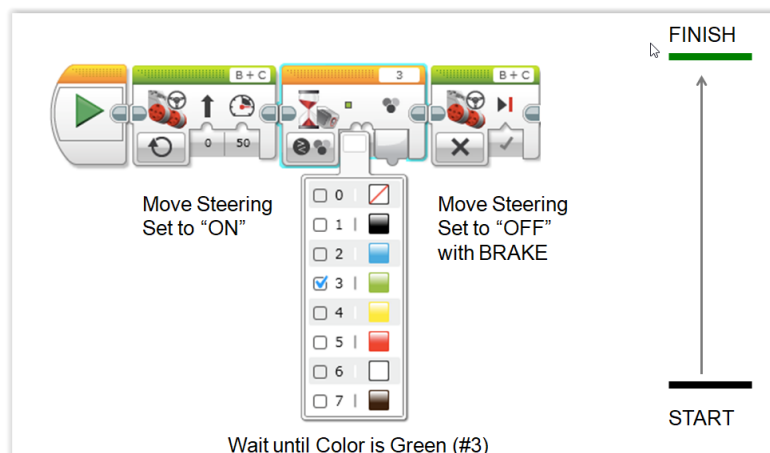 FINISH
B + C
3
B + C
0
50
Move Steering
Set to “ON”
Move Steering
Set to “OFF”
with BRAKE
0
1
2
3
4
5
6
7
START
Wait until Color is Green (#3)